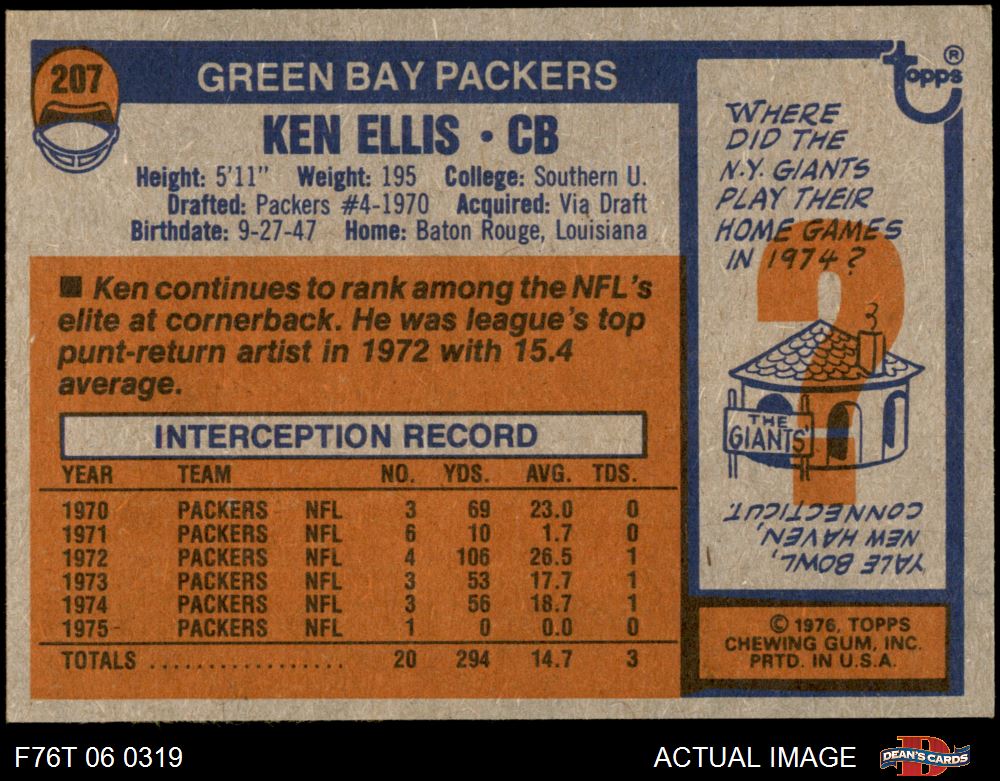 207
GREEN BAY PACKERS
KEN ELLIS • CB
Height: 5'11" Weight: 195 College: Southern U.
Drafted: Packers #4-1970 Acquired: Via Draft
Birthdate: 9-27-47 Home: Baton Rouge, Louisiana
■ Ken continues to rank among the NFL's
elite at cornerback. He was league's top
punt-return artist in 1972 with 15.4
average.
INTERCEPTION RECORD
YEAR TEAM NO. YDS. AVG. TDS.
1970 PACKERS NFL 3 69 23.0 0
1971 PACKERS NFL 6 10 1.7 0
1972 PACKERS NFL 4 106 26.5 1
1973 PACKERS NFL 3 53 17.7 1
1974 PACKERS NFL 3 56 18.7 1
1975 PACKERS NFL 1 0 0.0 0
TOTALS .................. 20 294 14.7 3
Topps®
WHERE
DID THE
N.Y. GIANTS
PLAY THEIR
HOME GAMES
IN 1974?
?
THE
GIANTS'
YALE BOWL,
NEW HAVEN,
CONNECTICUT.
© 1976, TOPPS
CHEWING GUM, INC.
PRTD. IN U.S.A.
F76T 06 0319
ACTUAL IMAGE
D
DEAN'S CARDS